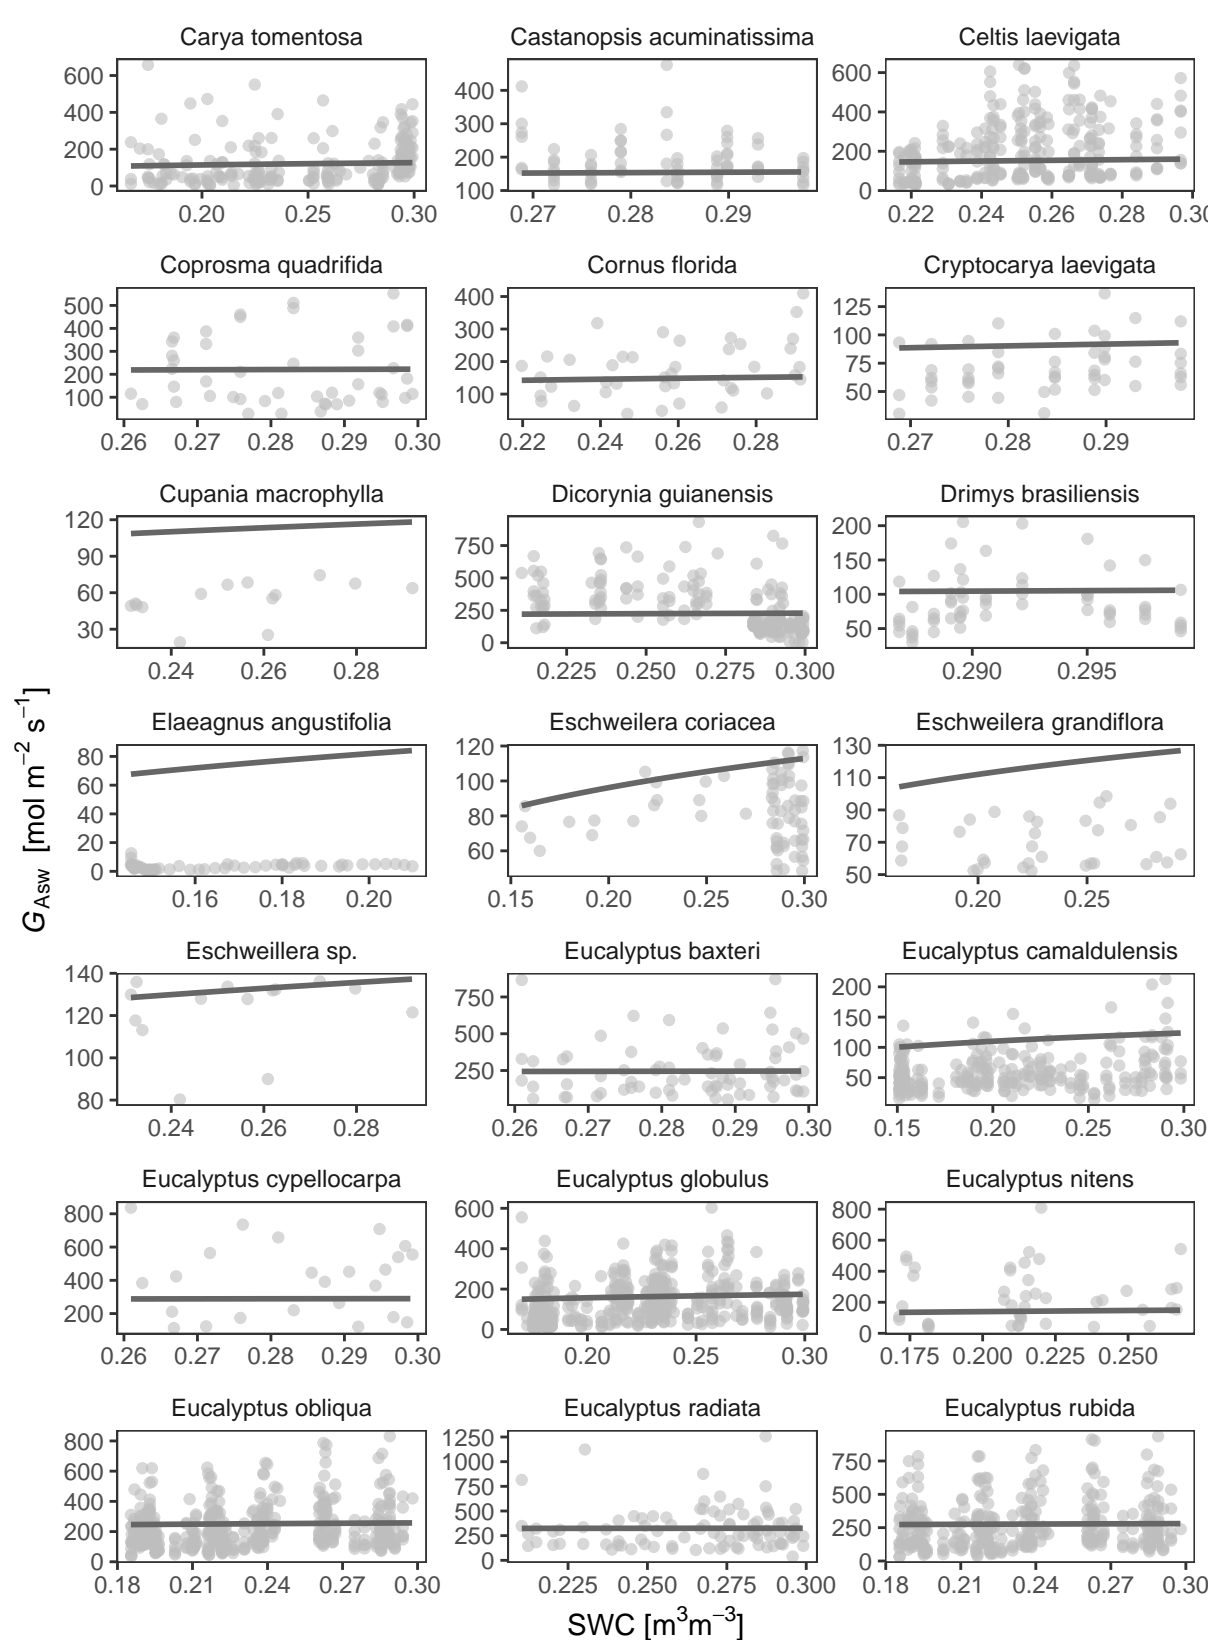 Carya tomentosa
Castanopsis acuminatissima
Celtis laevigata
600
400
200
0
0.20 0.25 0.30
400
300
200
100
0.27 0.28 0.29
600
400
200
0
0.22 0.24 0.26 0.28 0.30
Coprosma quadrifida
Cornus florida
Cryptocarya laevigata
500
400
300
200
100
0.26 0.27 0.28 0.29 0.30
400
300
200
100
0.22 0.24 0.26 0.28
125
100
75
50
0.27 0.28 0.29
Cupania macrophylla
Dicorynia guianensis
Drimys brasiliensis
120
90
60
30
0.24 0.26 0.28
750
500
250
0
0.225 0.250 0.275 0.300
200
150
100
50
0.290 0.295
G Asw [mol m−2 s−1]
Elaeagnus angustifolia
Eschweilera coriacea
Eschweilera grandiflora
80
60
40
20
0
0.16 0.18 0.20
120
100
80
60
0.15 0.20 0.25 0.30
130
110
90
70
50
0.20 0.25
Eschweillera sp.
Eucalyptus baxteri
Eucalyptus camaldulensis
140
120
100
80
0.24 0.26 0.28
750
500
250
0.26 0.27 0.28 0.29 0.30
200
150
100
50
0.15 0.20 0.25 0.30
Eucalyptus cypellocarpa
Eucalyptus globulus
Eucalyptus nitens
800
600
400
200
0.26 0.27 0.28 0.29 0.30
600
400
200
0
0.20 0.25 0.30
800
600
400
200
0
0.175 0.200 0.225 0.250
Eucalyptus obliqua
Eucalyptus radiata
Eucalyptus rubida
800
600
400
200
0
0.18 0.21 0.24 0.27 0.30
1250
1000
750
500
250
0
0.225 0.250 0.275 0.300
750
500
250
0
0.18 0.21 0.24 0.27 0.30
SWC [m3m−3]